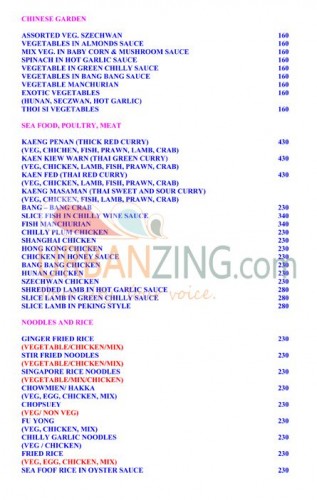 CHINESE GARDEN
ASSORTED VEG. SZECHWAN 160
VEGETABLES IN ALMONDS SAUCE 160
MIX VEG. IN BABY CORN & MUSHROOM SAUCE 160
SPINACH IN HOT GARLIC SAUCE 160
VEGETABLE IN GREEN CHILLY SAUCE 160
VEGETABLES IN BANG BANG SAUCE 160
VEGETABLE MANCHURIAN 160
EXOTIC VEGETABLES 160
(HUNAN, SECZWAN, HOT GARLIC)
THOI SI VEGETABLES 160
SEA FOOD, POULTRY, MEAT
KAENG PENAN (THICK RED CURRY) 430
(VEG, CHICHEN, FISH, PRAWN, LAMB, CRAB)
KAEN KIEW WARN (THAI GREEN CURRY) 430
(VEG, CHICKEN, FISH, PRAWN, LAMB, CRAB)
KAEN FED (THAI RED CURRY) 430
(VEG, CHICKEN, LAMB, FISH, PRAWN, CRAB)
KAENG MASAMAN (THAI SWEET AND SOUR CURRY)
(VEG, CHICKEN, FISH, PRAWN, LAMB, CRAB)
BANG – BANG CRAB 230
SLICE FISH IN CHILLY WINE SAUCE 340
FISH MANCHURIAN 340
CHILLY PLUM CHICKEN 230
SHANGHAI CHICKEN 230
HONG KONG CHICKEN 230
CHICKEN IN HONEY SAUCE 230
BANG BANG CHICKEN 230
HUNAN CHICKEN 230
SZECHWAN CHICKEN 230
SHREDDED LAMB IN HOT GARLIC SAUCE 280
SLICE LAMB IN GREEN CHILLY SAUCE 280
SLICE LAMB IN PEKING STYLE 280
NOODLES AND RICE
GINGER FRIED RICE 230
(VEGETABLE/CHICKEN/MIX)
STIR FRIED NOODLES 230
(VEGETABLE/CHICKEN/MIX)
SINGAPORE RICE NOODLES 230
(VEGETABLE/MIX/CHICKEN)
CHOWMIEN/ HAKKA 230
(VEG, EGG, CHICKEN, MIX)
CHOPSUEY 230
(VEG/ NON VEG)
FU YONG 230
(VEG, CHICKEN, MIX)
CHILLY GARLIC NOODLES 230
(VEG / CHICKEN)
FRIED RICE 230
(VEG, EGG, CHICKEN, MIX)
SEA FOOF RICE IN OYSTER SAUCE 230